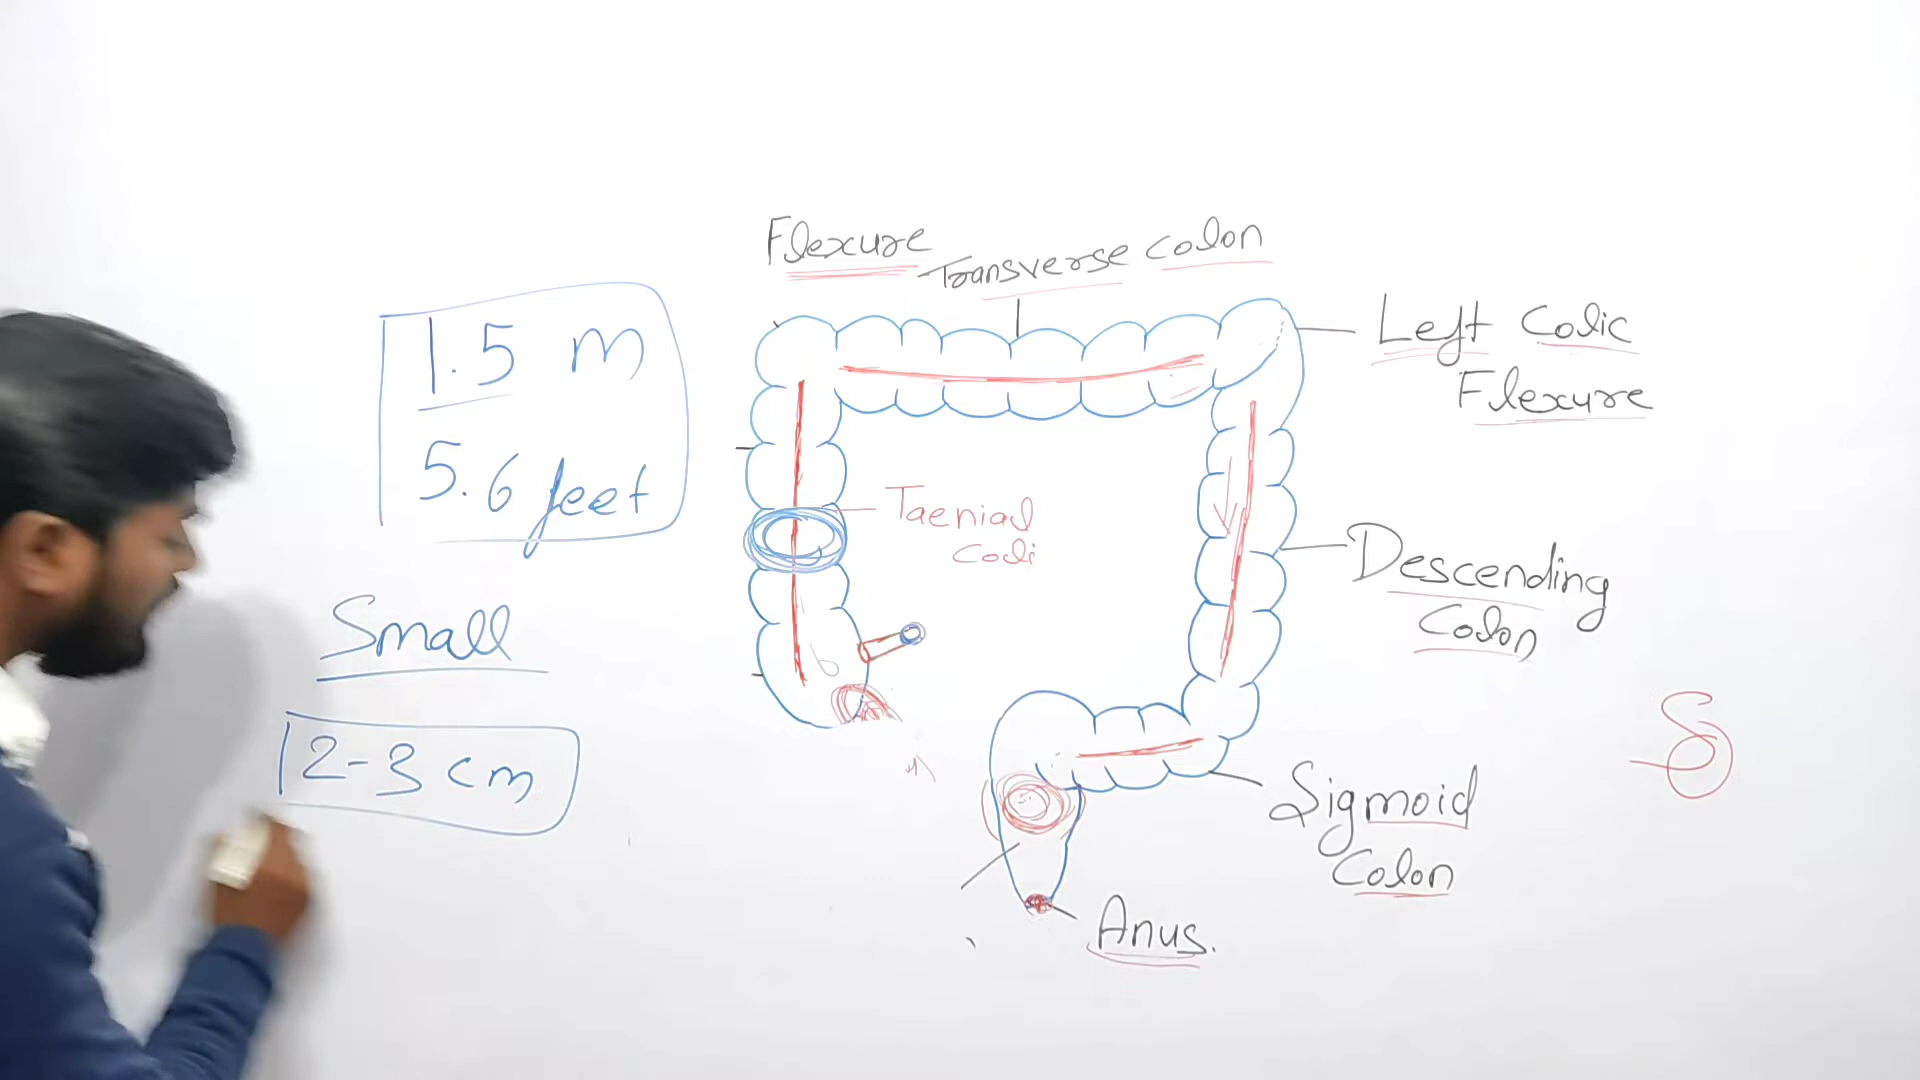 1.5 m
5.6 feet
Small
2-3 cm
Flexure
Transverse Colon
Left Colic
Flexure
Taeniad
Coli
Descending
Colon
Sigmoid
Colon
Anus.
S